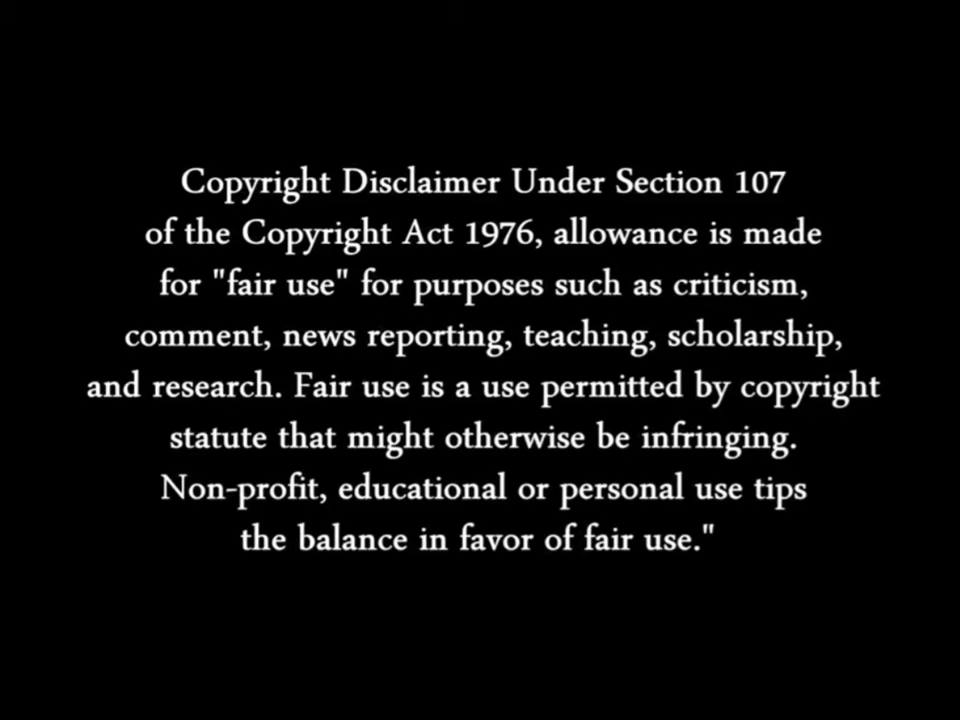 Copyright Disclaimer Under Section 107
of the Copyright Act 1976, allowance is made
for "fair use" for purposes such as criticism,
comment, news reporting, teaching, scholarship,
and research. Fair use is a use permitted by copyright
statute that might otherwise be infringing.
Non-profit, educational or personal use tips
the balance in favor of fair use."